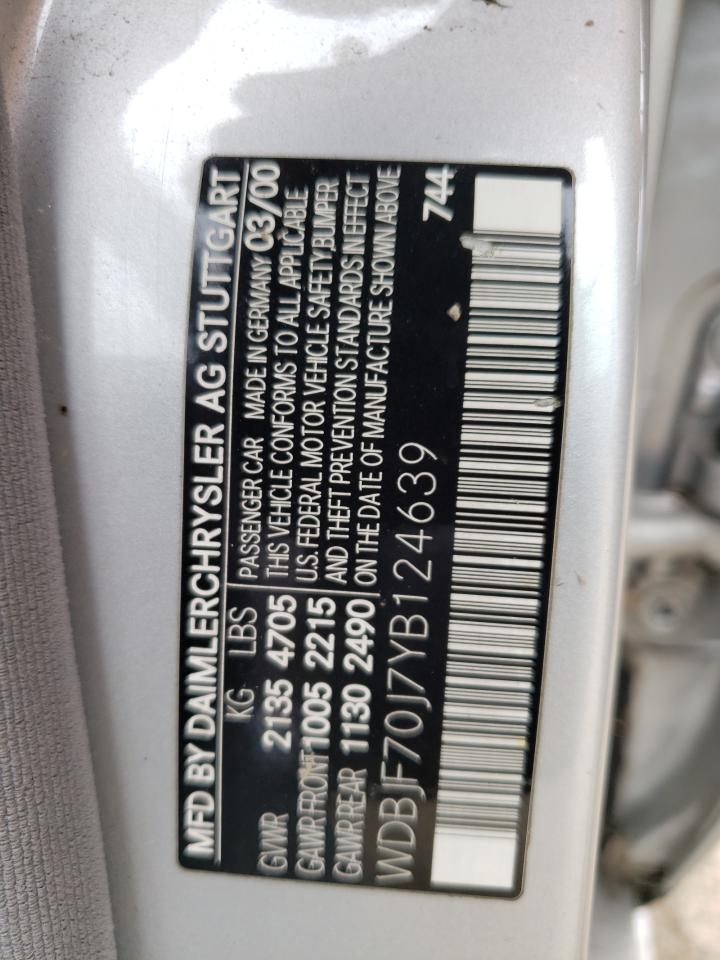 MFD BY DAIMLERCHRYSLER AG STUTTGART
KG LBS
GVWR 2135 4705
GAWR FRONT 1005 2215
GAWR REAR 1130 2490
PASSENGER CAR MADE IN GERMANY 03/00
THIS VEHICLE CONFORMS TO ALL APPLICABLE
U.S. FEDERAL MOTOR VEHICLE SAFETY,BUMPER
AND THEFT PREVENTION STANDARDS IN EFFECT
ON THE DATE OF MANUFACTURE SHOWN ABOVE
WDBJF70J7YB124639 744